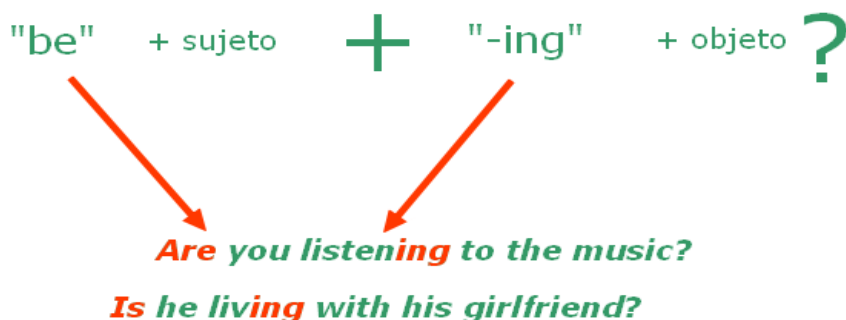 "be" + sujeto + "-ing" + objeto ?
Are you listening to the music?
Is he living with his girlfriend?